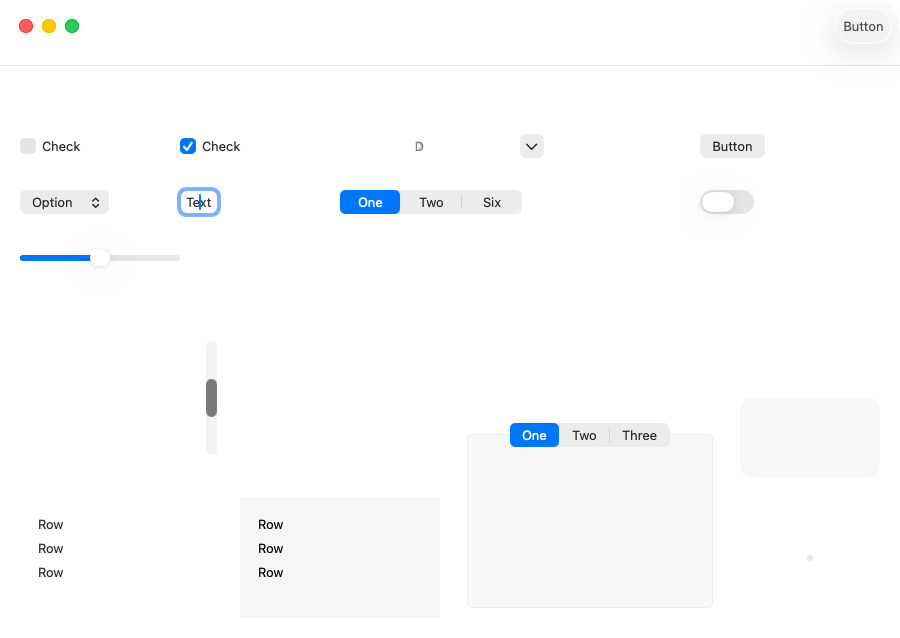 Button
Check
Check
Button
Option
Text
One
Two
Six
One
Two
Three
Row
Row
Row
Row
Row
Row